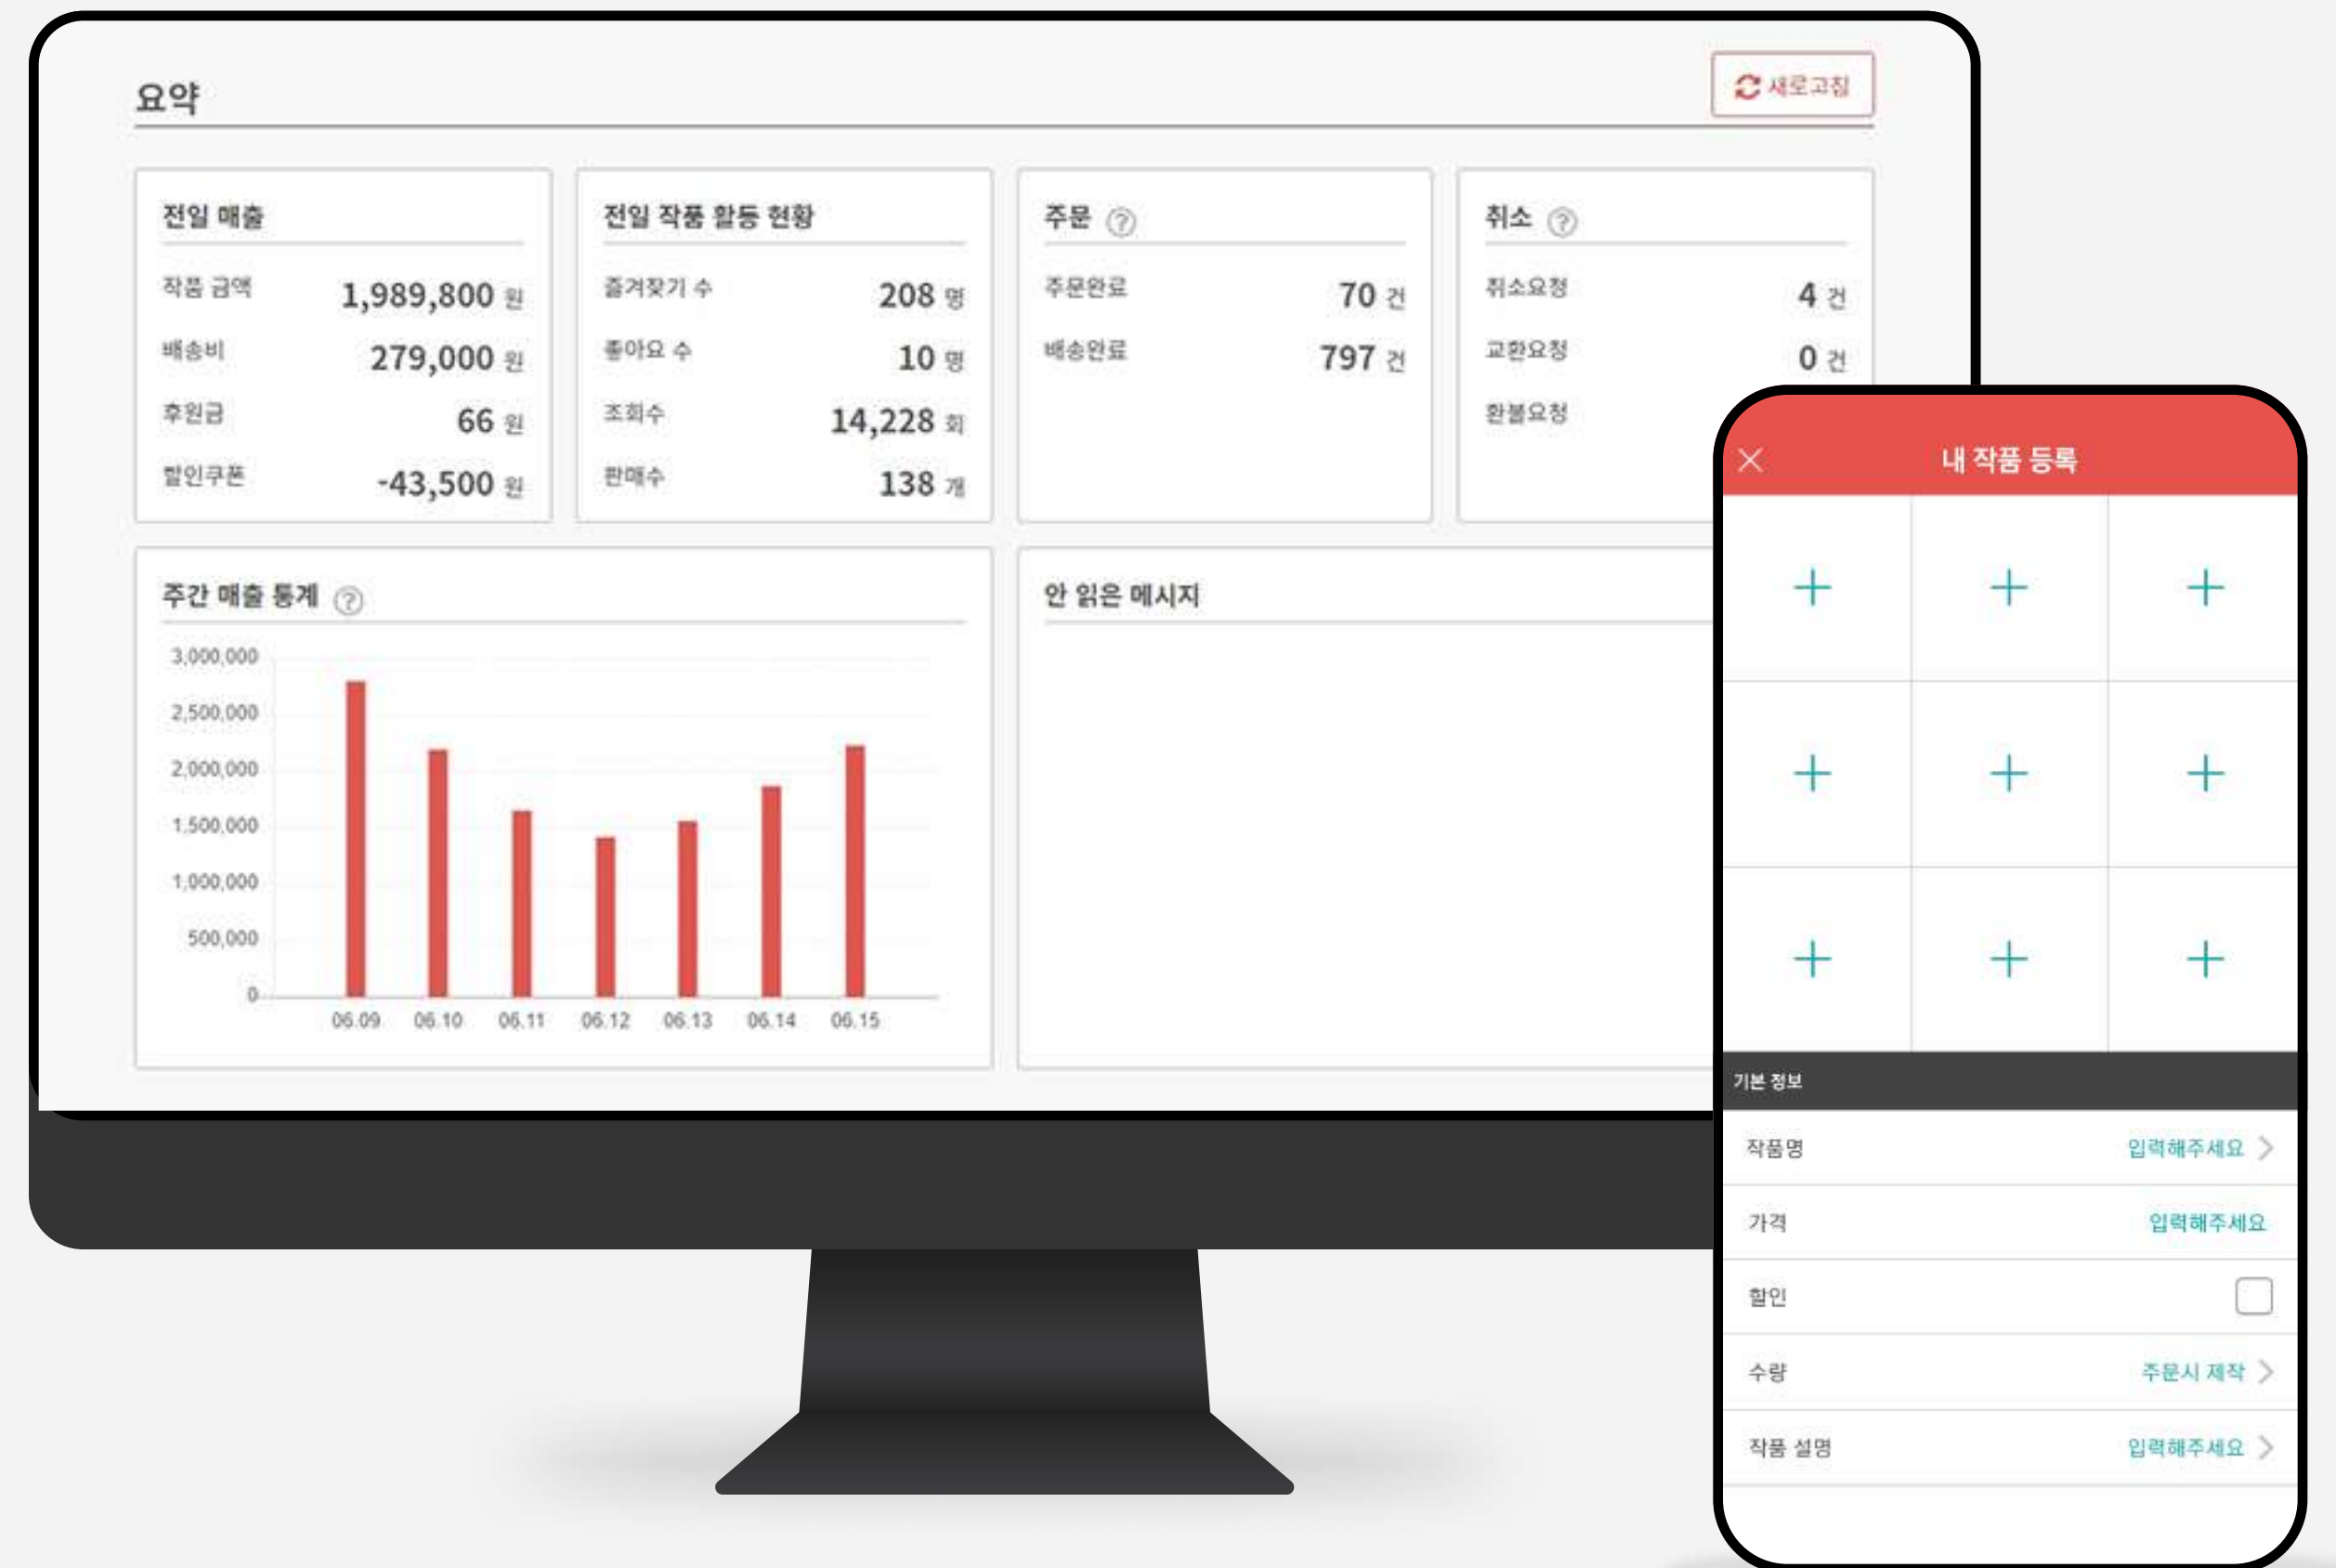 요약
새로고침
전일 매출
작품 금액 1,989,800 원
배송비 279,000 원
후원금 66 원
할인쿠폰 -43,500 원
전일 작품 활동 현황
즐겨찾기 수 208 명
좋아요 수 10 명
조회수 14,228 회
판매수 138 개
주문 ?
주문완료 70 건
배송완료 797 건
취소 ?
취소요청 4 건
교환요청 0 건
환불요청
주간 매출 통계 ?
3,000,000
2,500,000
2,000,000
1,500,000
1,000,000
500,000
0
06.09 06.10 06.11 06.12 06.13 06.14 06.15
안 읽은 메시지
내 작품 등록
기본 정보
작품명 입력해주세요
가격 입력해주세요
할인
수량 주문시 제작
작품 설명 입력해주세요